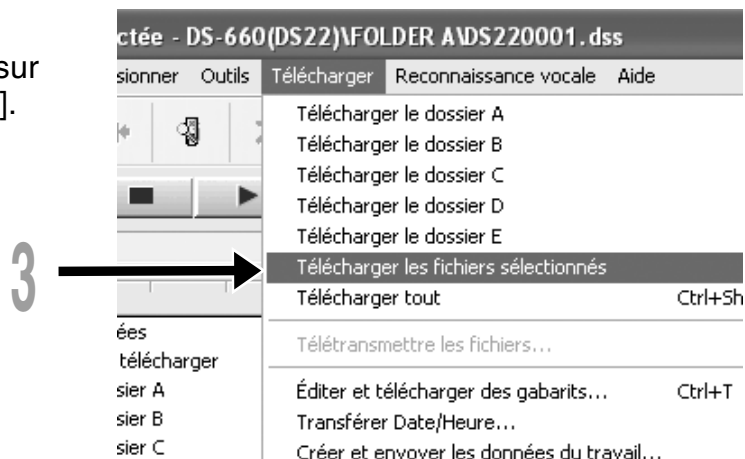 sur
].
ctée - DS-660(DS22)\FOLDER A\DS220001.dss
sionner Outils Télécharger Reconnaissance vocale Aide
Télécharger le dossier A
Télécharger le dossier B
Télécharger le dossier C
Télécharger le dossier D
Télécharger le dossier E
3
Télécharger les fichiers sélectionnés
Télécharger tout Ctrl+Sh
Télétransmettre les fichiers...
Éditer et télécharger des gabarits... Ctrl+T
Transférer Date/Heure...
Créer et envoyer les données du travail...
ées
télécharger
sier A
sier B
sier C